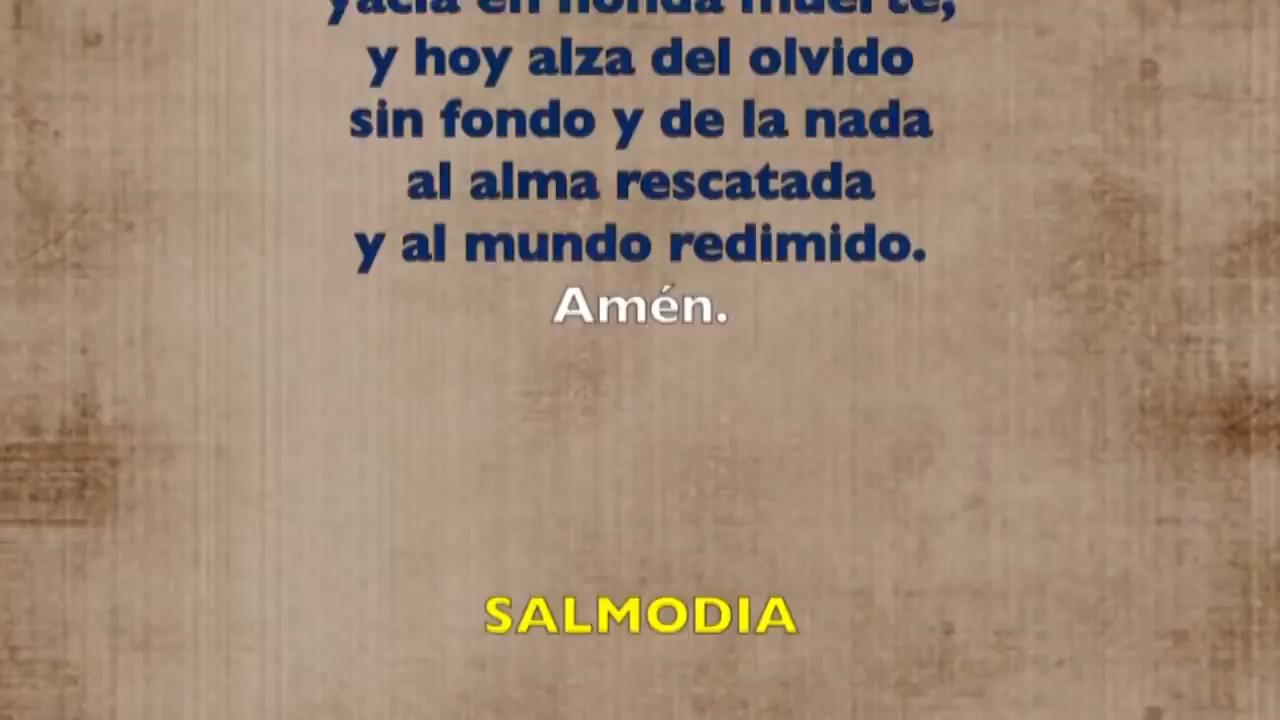 yacía en honda muerte,
y hoy alza del olvido
sin fondo y de la nada
al alma rescatada
y al mundo redimido.
Amén.
SALMODIA